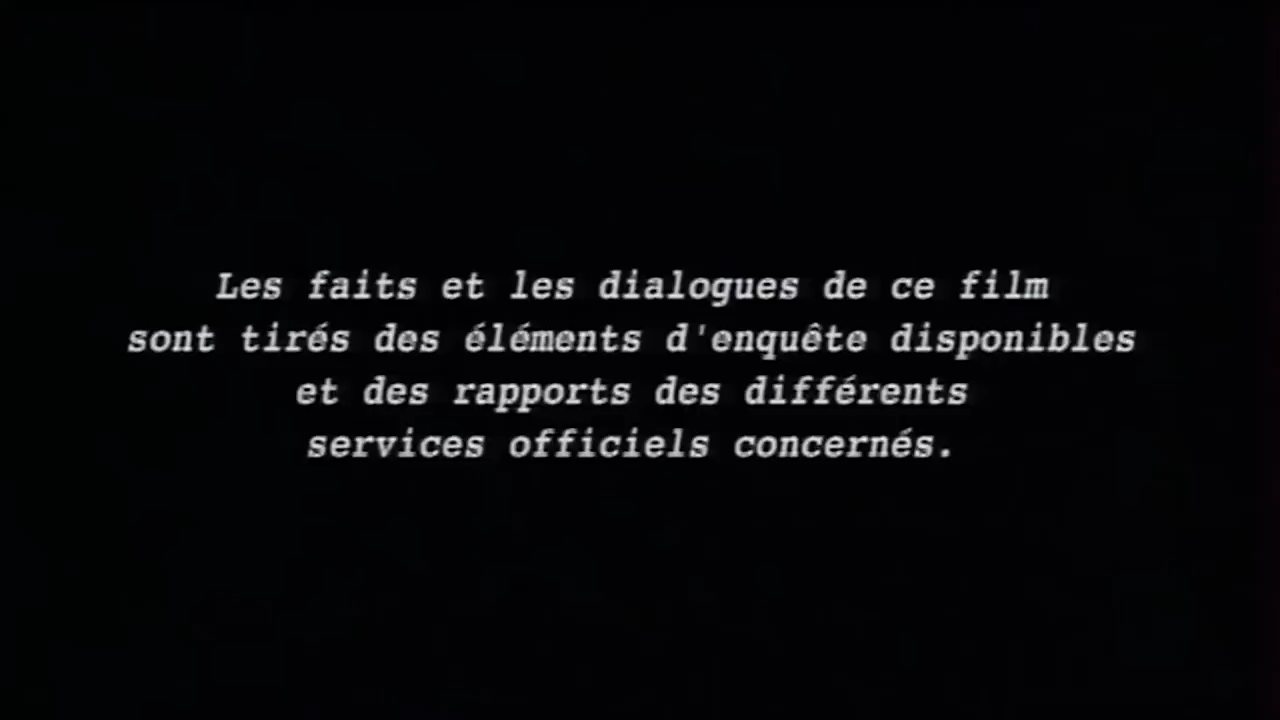 Les faits et les dialogues de ce film
sont tirés des éléments d'enquête disponibles
et des rapports des différents
services officiels concernés.